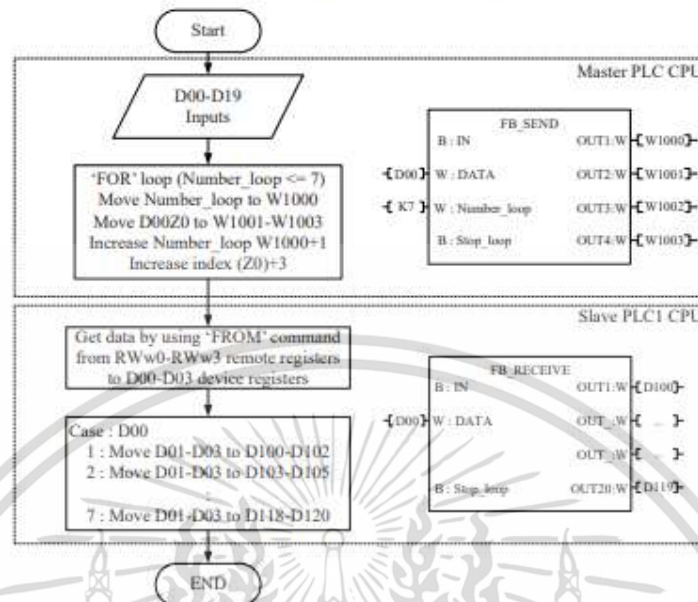 Start
Master PLC CPU
D00-D19
Inputs
'FOR' loop (Number_loop <= 7)
Move Number_loop to W1000
Move D00Z0 to W1001-W1003
Increase Number_loop W1000+1
Increase index (Z0)+3
FB_SEND
B : IN OUT1:W [W1000]
[D00] W : DATA OUT2:W [W1001]
[K7] W : Number_loop OUT3:W [W1002]
B : Stop_loop OUT4:W [W1003]
Slave PLC1 CPU
Get data by using 'FROM' command
from RWw0-RWw3 remote registers
to D00-D03 device registers
Case : D00
1 : Move D01-D03 to D100-D102
2 : Move D01-D03 to D103-D105
:
7 : Move D01-D03 to D118-D120
FB_RECEIVE
B : IN OUT1:W [D100]
[D00] W : DATA OUT_:W [ .. ]
OUT_:W [ .. ]
B : Stop_loop OUT20:W [D119]
END